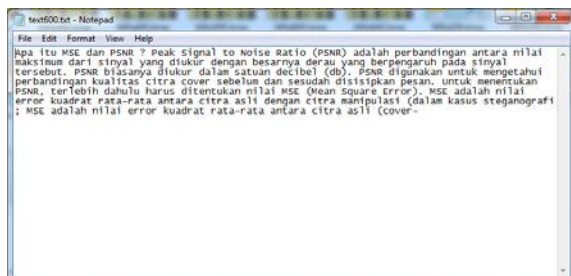 text600.txt - Notepad
File Edit Format View Help
Apa itu MSE dan PSNR ? Peak Signal to Noise Ratio (PSNR) adalah perbandingan antara nilai
maksimum dari sinyal yang diukur dengan besarnya derau yang berpengaruh pada sinyal
tersebut. PSNR biasanya diukur dalam satuan decibel (db). PSNR digunakan untuk mengetahui
perbandingan kualitas citra cover sebelum dan sesudah disisipkan pesan. Untuk menentukan
PSNR, terlebih dahulu harus ditentukan nilai MSE (Mean Square Error). MSE adalah nilai
error kuadrat rata-rata antara citra asli dengan citra manipulasi (dalam kasus steganografi
; MSE adalah nilai error kuadrat rata-rata antara citra asli (cover-